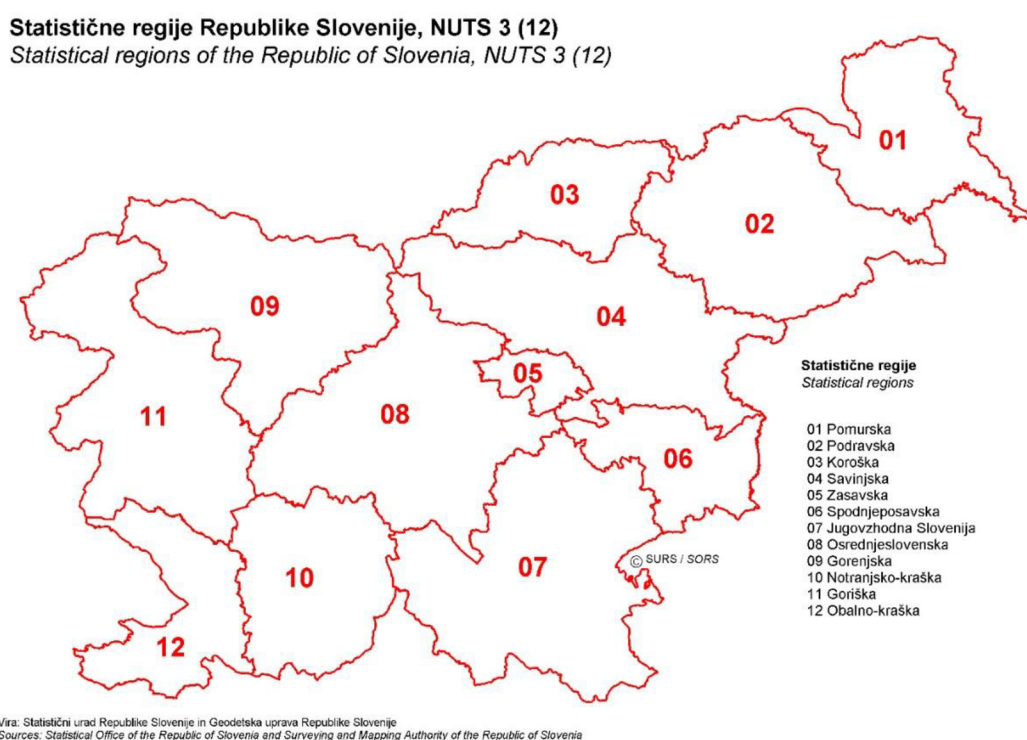 Statistične regije Republike Slovenije, NUTS 3 (12)
Statistical regions of the Republic of Slovenia, NUTS 3 (12)
01
03
02
09
04
05
11
08
06
10
07
12
© SURS / SORS
Statistične regije
Statistical regions
01 Pomurska
02 Podravska
03 Koroška
04 Savinjska
05 Zasavska
06 Spodnjeposavska
07 Jugovzhodna Slovenija
08 Osrednjeslovenska
09 Gorenjska
10 Notranjsko-kraška
11 Goriška
12 Obalno-kraška
Vira: Statistični urad Republike Slovenije in Geodetska uprava Republike Slovenije
Sources: Statistical Office of the Republic of Slovenia and Surveying and Mapping Authority of the Republic of Slovenia